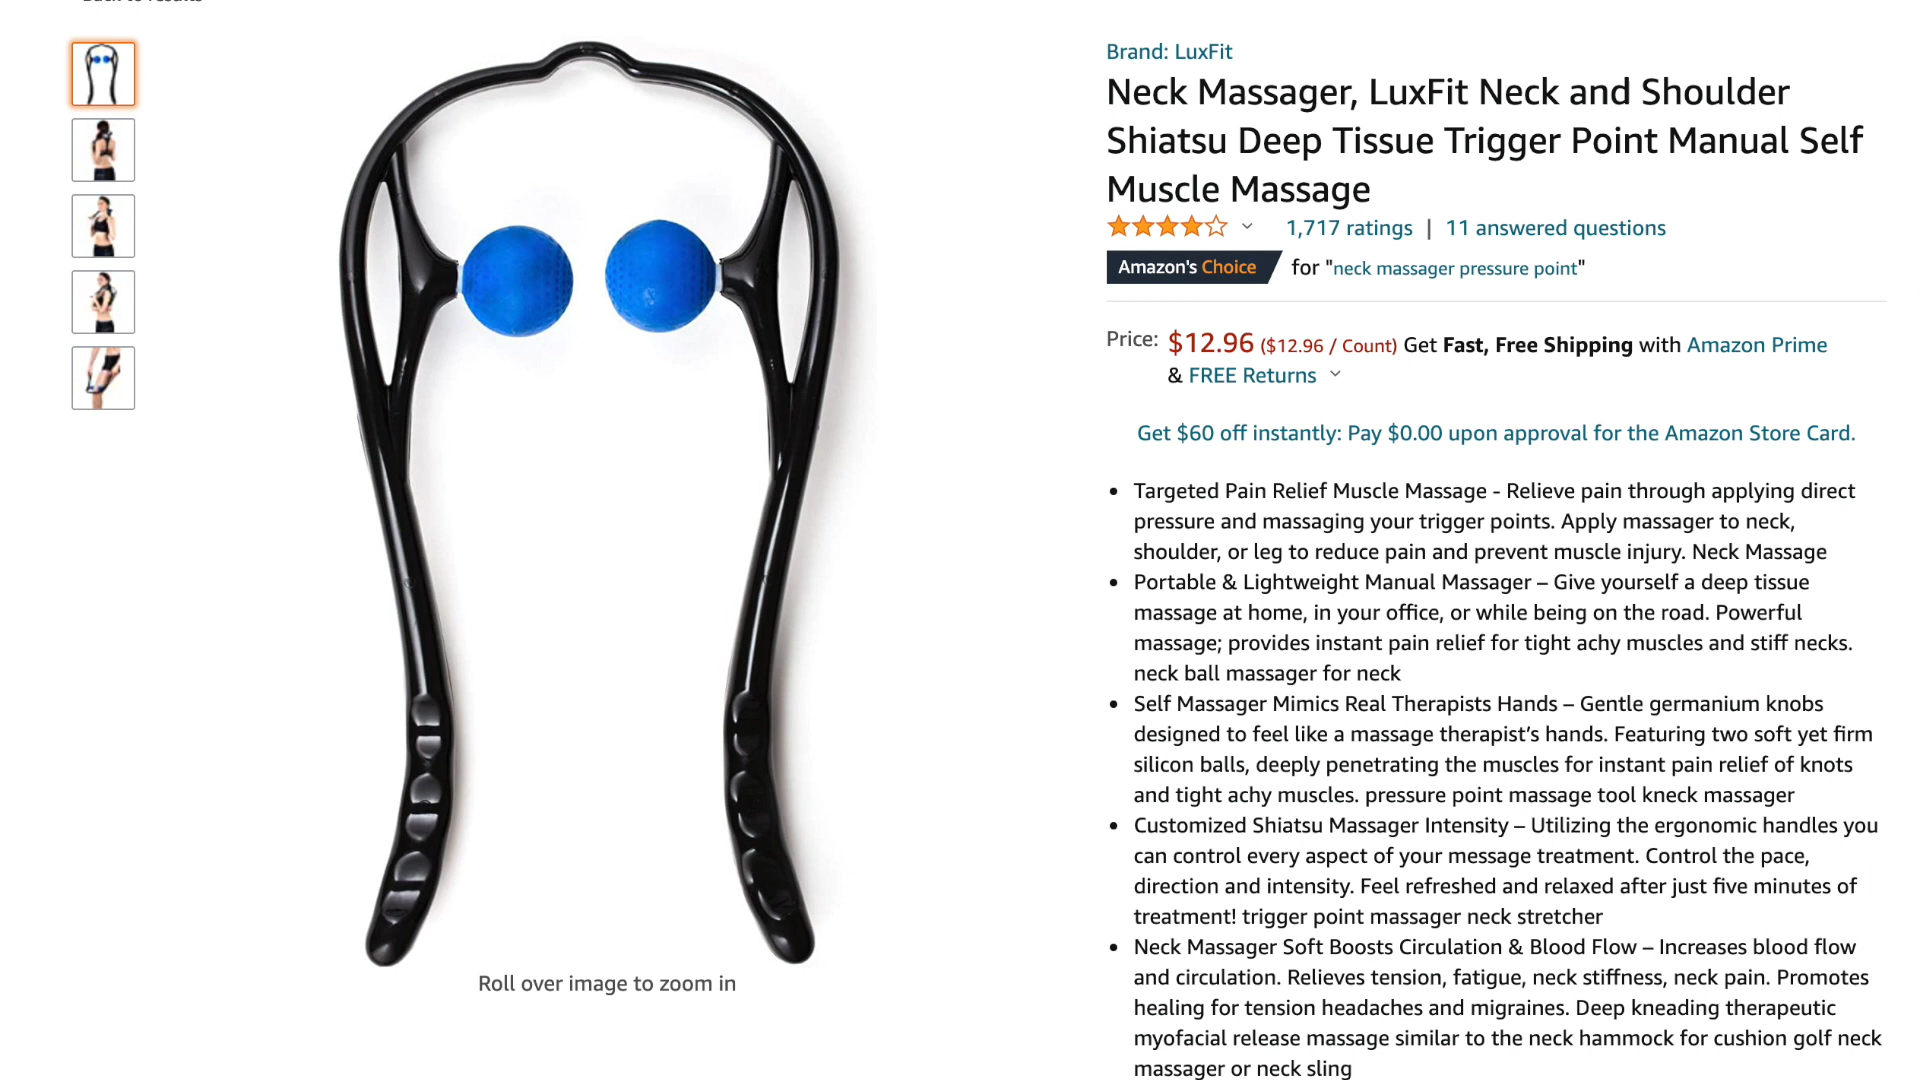 Back to results
Brand: LuxFit
Neck Massager, LuxFit Neck and Shoulder
Shiatsu Deep Tissue Trigger Point Manual Self
Muscle Massage
1,717 ratings | 11 answered questions
Amazon's Choice for "neck massager pressure point"
Price: $12.96 ($12.96 / Count) Get Fast, Free Shipping with Amazon Prime
& FREE Returns
Get $60 off instantly: Pay $0.00 upon approval for the Amazon Store Card.
• Targeted Pain Relief Muscle Massage - Relieve pain through applying direct
pressure and massaging your trigger points. Apply massager to neck,
shoulder, or leg to reduce pain and prevent muscle injury. Neck Massage
• Portable & Lightweight Manual Massager – Give yourself a deep tissue
massage at home, in your office, or while being on the road. Powerful
massage; provides instant pain relief for tight achy muscles and stiff necks.
neck ball massager for neck
• Self Massager Mimics Real Therapists Hands – Gentle germanium knobs
designed to feel like a massage therapist’s hands. Featuring two soft yet firm
silicon balls, deeply penetrating the muscles for instant pain relief of knots
and tight achy muscles. pressure point massage tool kneck massager
• Customized Shiatsu Massager Intensity – Utilizing the ergonomic handles you
can control every aspect of your message treatment. Control the pace,
direction and intensity. Feel refreshed and relaxed after just five minutes of
treatment! trigger point massager neck stretcher
• Neck Massager Soft Boosts Circulation & Blood Flow – Increases blood flow
and circulation. Relieves tension, fatigue, neck stiffness, neck pain. Promotes
healing for tension headaches and migraines. Deep kneading therapeutic
myofacial release massage similar to the neck hammock for cushion golf neck
massager or neck sling
Roll over image to zoom in